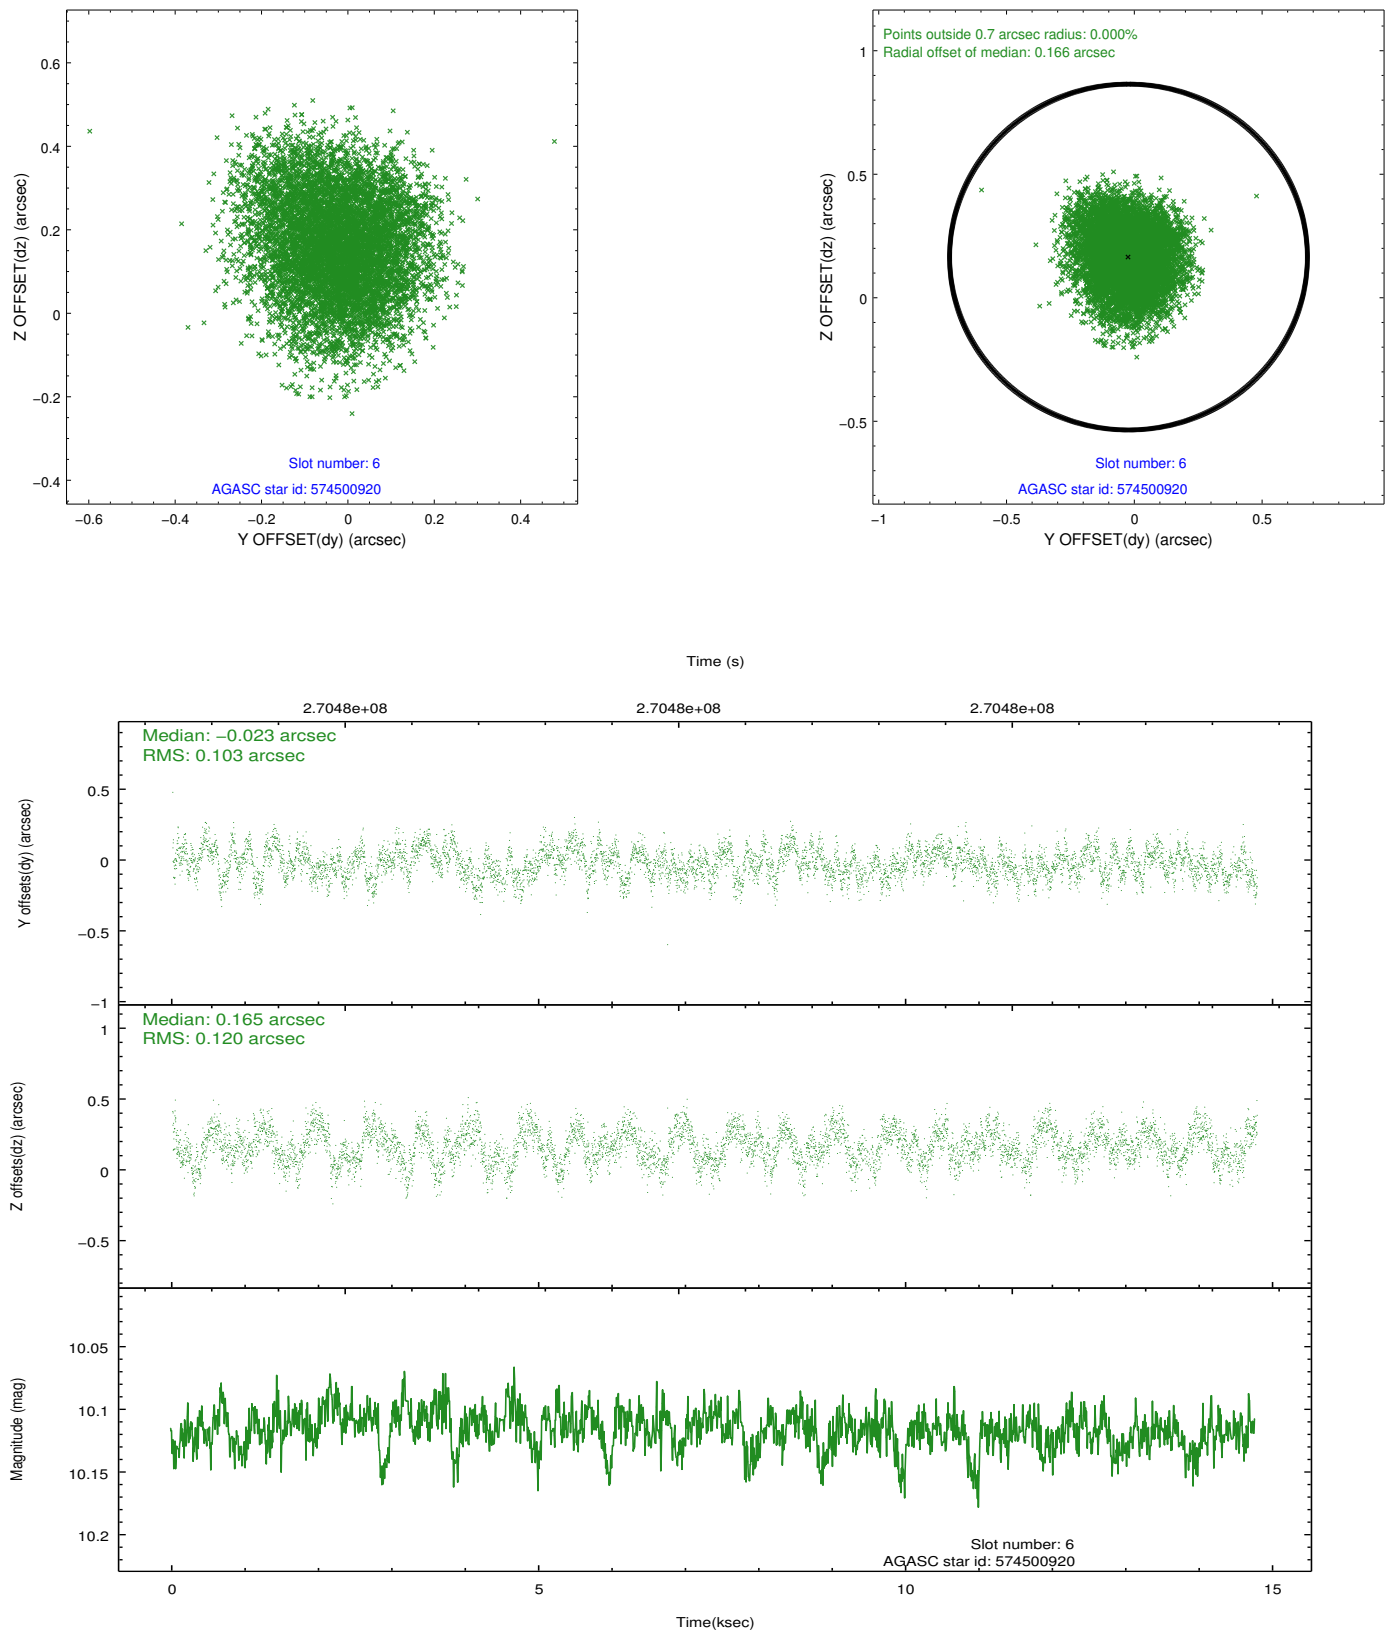 0.6
0.4
0.2
0
−0.2
−0.4
−0.6
−0.4
−0.2
0
0.2
0.4
Z OFFSET(dz) (arcsec)
Y OFFSET(dy) (arcsec)
Slot number: 6
AGASC star id: 574500920
Points outside 0.7 arcsec radius: 0.000%
Radial offset of median: 0.166 arcsec
1
0.5
0
−0.5
−1
−0.5
0
0.5
Z OFFSET(dz) (arcsec)
Y OFFSET(dy) (arcsec)
Slot number: 6
AGASC star id: 574500920
Time (s)
2.7048e+08
2.7048e+08
2.7048e+08
Median: −0.023 arcsec
RMS: 0.103 arcsec
0.5
0
−0.5
−1
Y offsets(dy) (arcsec)
Median: 0.165 arcsec
RMS: 0.120 arcsec
1
0.5
0
−0.5
Z offsets(dz) (arcsec)
10.05
10.1
10.15
10.2
Magnitude (mag)
Slot number: 6
AGASC star id: 574500920
0
5
10
15
Time(ksec)